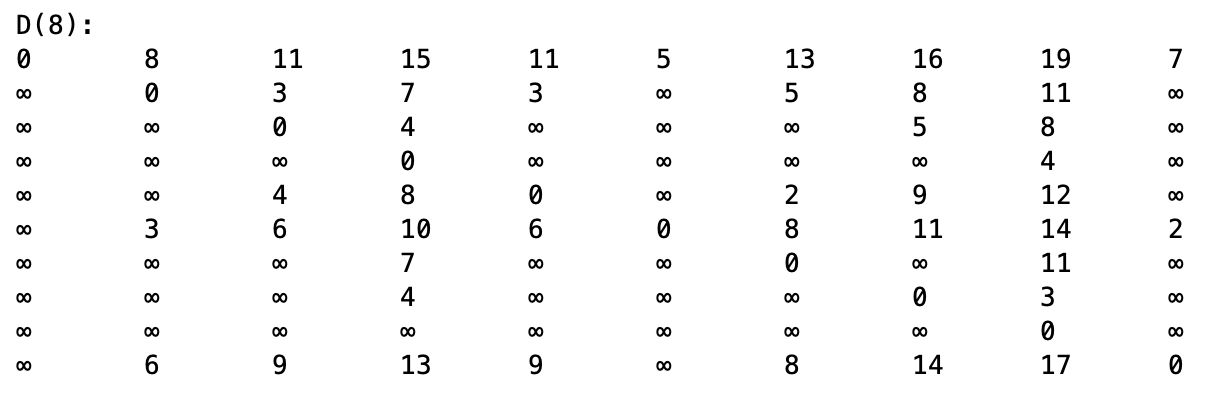 D(8):
0 8 11 15 11 5 13 16 19 7
∞ 0 3 7 3 ∞ 5 8 11 ∞
∞ ∞ 0 4 ∞ ∞ ∞ 5 8 ∞
∞ ∞ ∞ 0 ∞ ∞ ∞ ∞ 4 ∞
∞ ∞ 4 8 0 ∞ 2 9 12 ∞
∞ 3 6 10 6 0 8 11 14 2
∞ ∞ ∞ 7 ∞ ∞ 0 ∞ 11 ∞
∞ ∞ ∞ 4 ∞ ∞ ∞ 0 3 ∞
∞ ∞ ∞ ∞ ∞ ∞ ∞ ∞ 0 ∞
∞ 6 9 13 9 ∞ 8 14 17 0